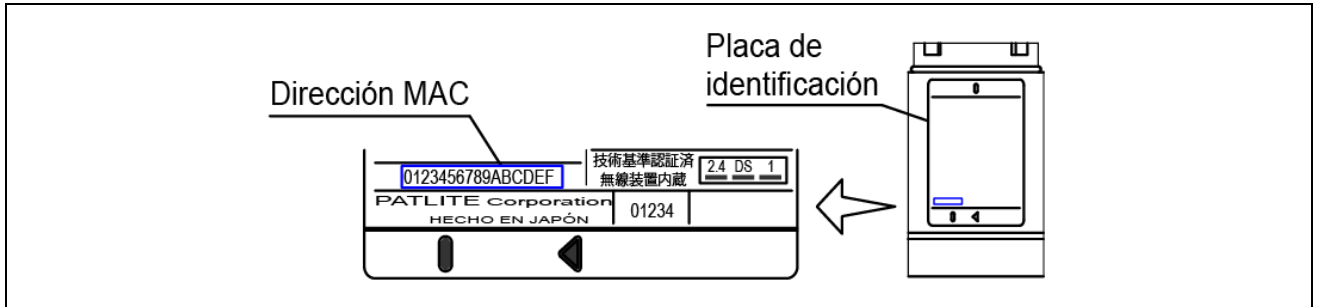 Placa de
identificación
Dirección MAC
0123456789ABCDEF
技術基準認証済
無線装置内蔵
2.4 DS 1
PATLITE Corporation
HECHO EN JAPÓN
01234